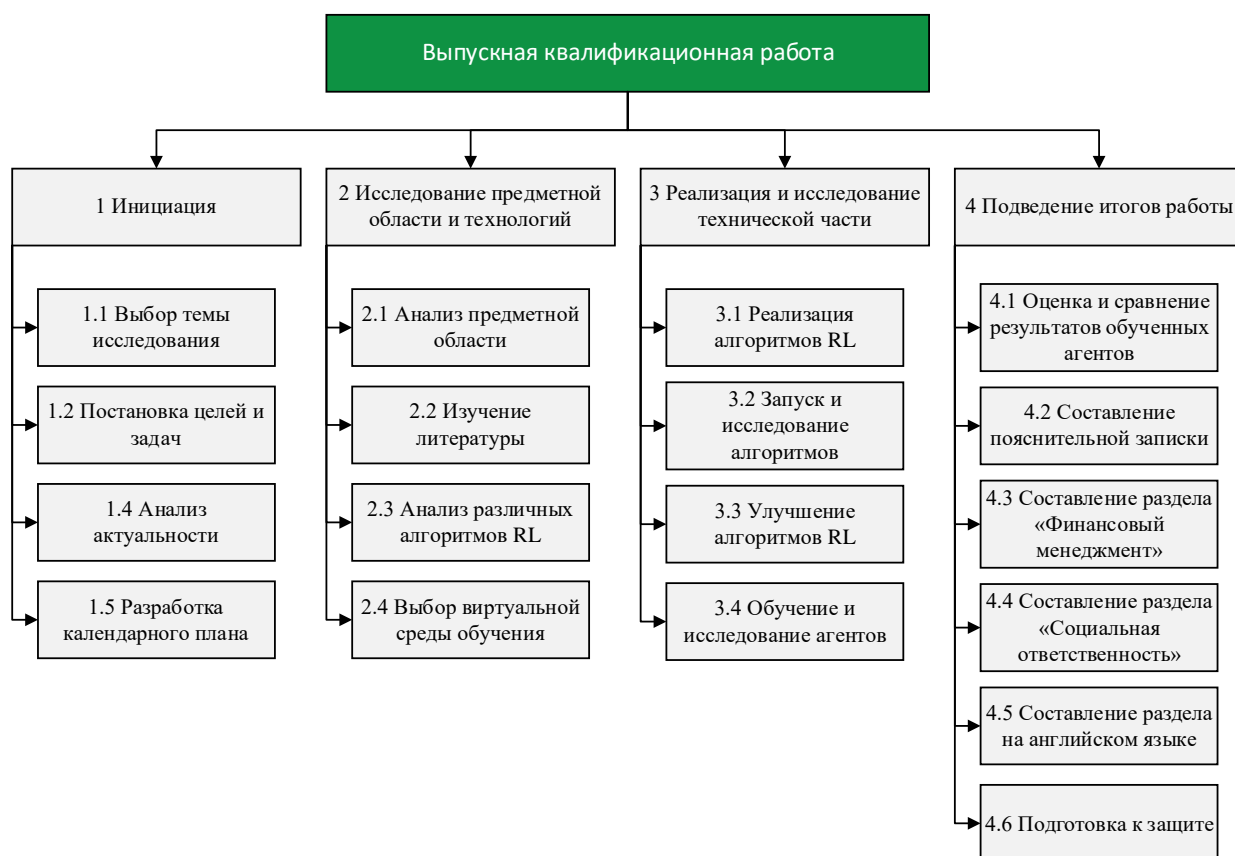 Выпускная квалификационная работа
1 Инициация
1.1 Выбор темы
исследования
1.2 Постановка целей и
задач
1.4 Анализ
актуальности
1.5 Разработка
календарного плана
2 Исследование предметной
области и технологий
2.1 Анализ предметной
области
2.2 Изучение
литературы
2.3 Анализ различных
алгоритмов RL
2.4 Выбор виртуальной
среды обучения
3 Реализация и исследование
технической части
3.1 Реализация
алгоритмов RL
3.2 Запуск и
исследование
алгоритмов
3.3 Улучшение
алгоритмов RL
3.4 Обучение и
исследование агентов
4 Подведение итогов работы
4.1 Оценка и сравнение
результатов обученных
агентов
4.2 Составление
пояснительной записки
4.3 Составление раздела
«Финансовый
менеджмент»
4.4 Составление раздела
«Социальная
ответственность»
4.5 Составление раздела
на английском языке
4.6 Подготовка к защите